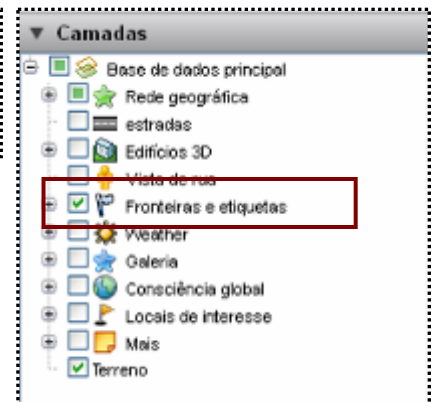 Camadas
Base de dados principal
Rede geográfica
estradas
Edifícios 3D
Vista de rua
Fronteiras e etiquetas
Weather
Galeria
Consciência global
Locais de interesse
Mais
Terreno